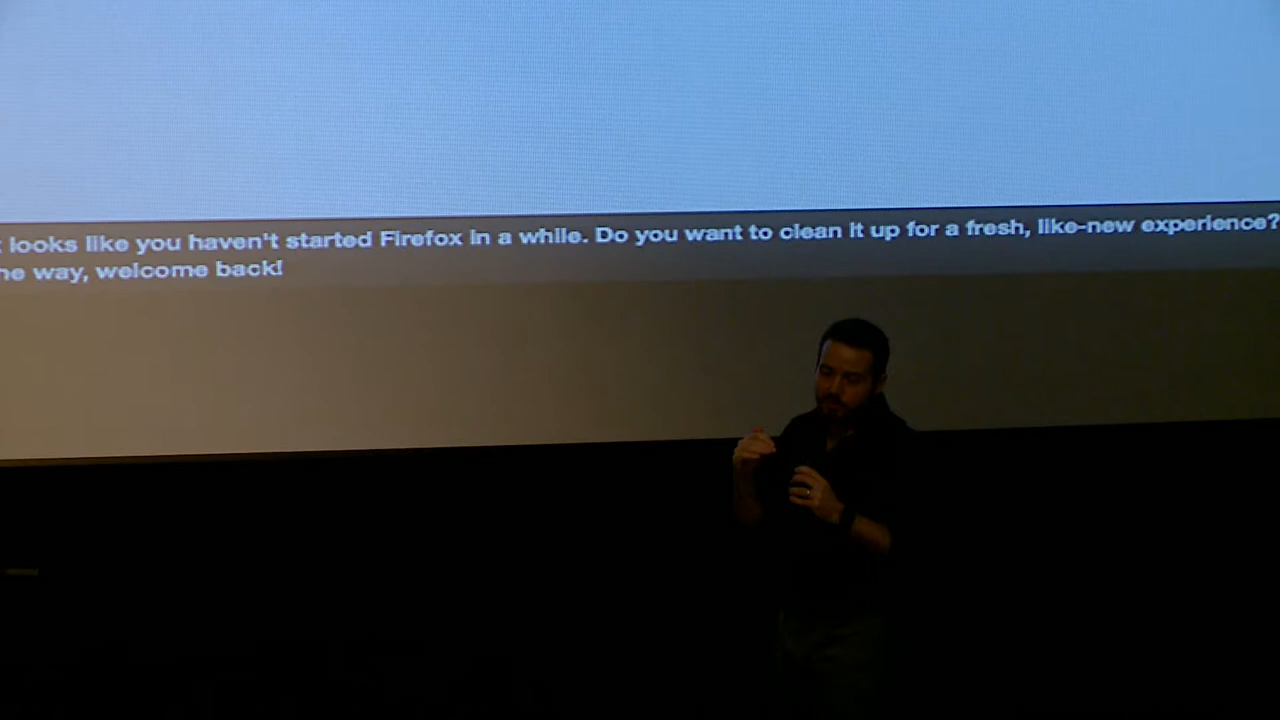 looks like you haven't started Firefox in a while. Do you want to clean it up for a fresh, like-new experience?
way, welcome back!